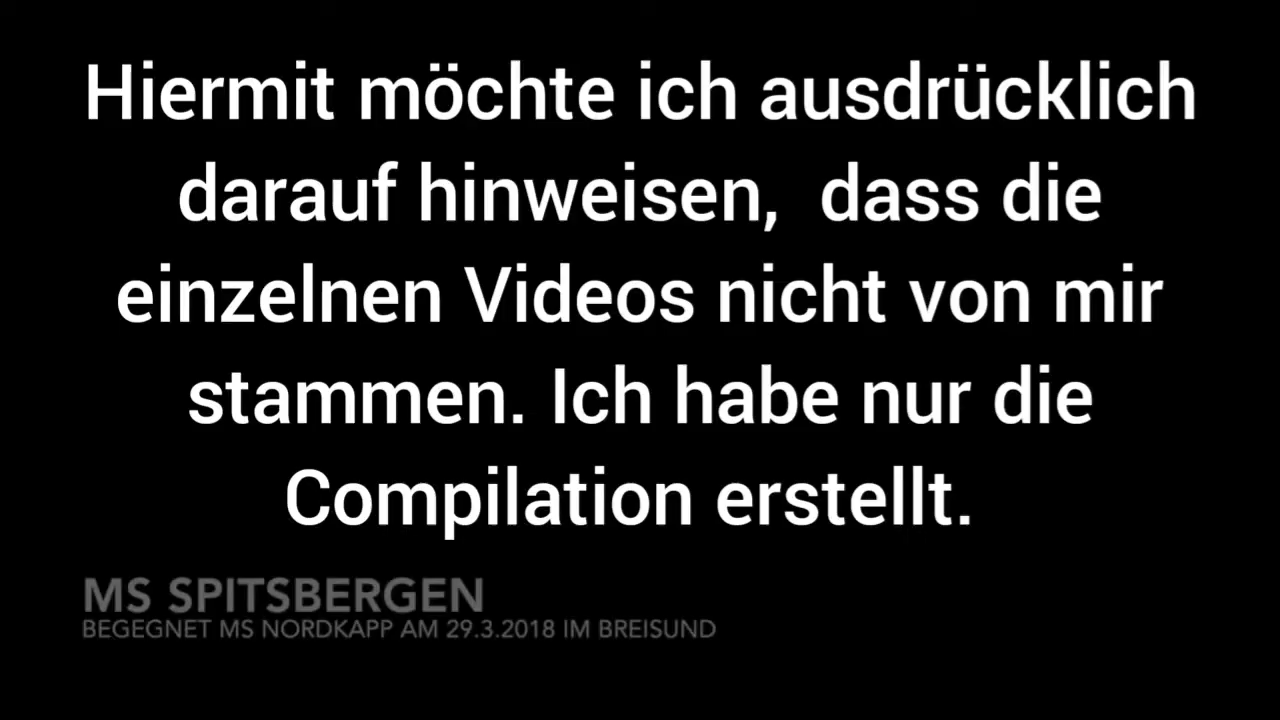 Hiermit möchte ich ausdrücklich
darauf hinweisen,  dass die
einzelnen Videos nicht von mir
stammen. Ich habe nur die
Compilation erstellt.
MS SPITSBERGEN
BEGEGNET MS NORDKAPP AM 29.3.2018 IM BREISUND